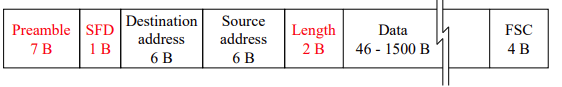 Preamble
7 B
SFD
1 B
Destination
address
6 B
Source
address
6 B
Length
2 B
Data
46 - 1500 B
FSC
4 B